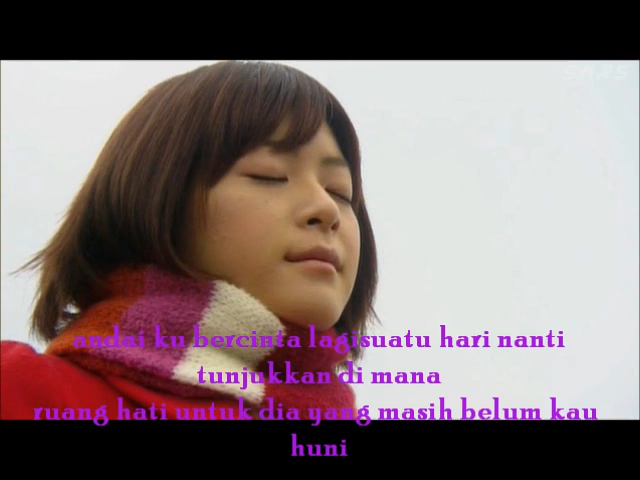 andai ku bercinta lagisuatu hari nanti
tunjukkan di mana
ruang hati untuk dia yang masih belum kau
huni